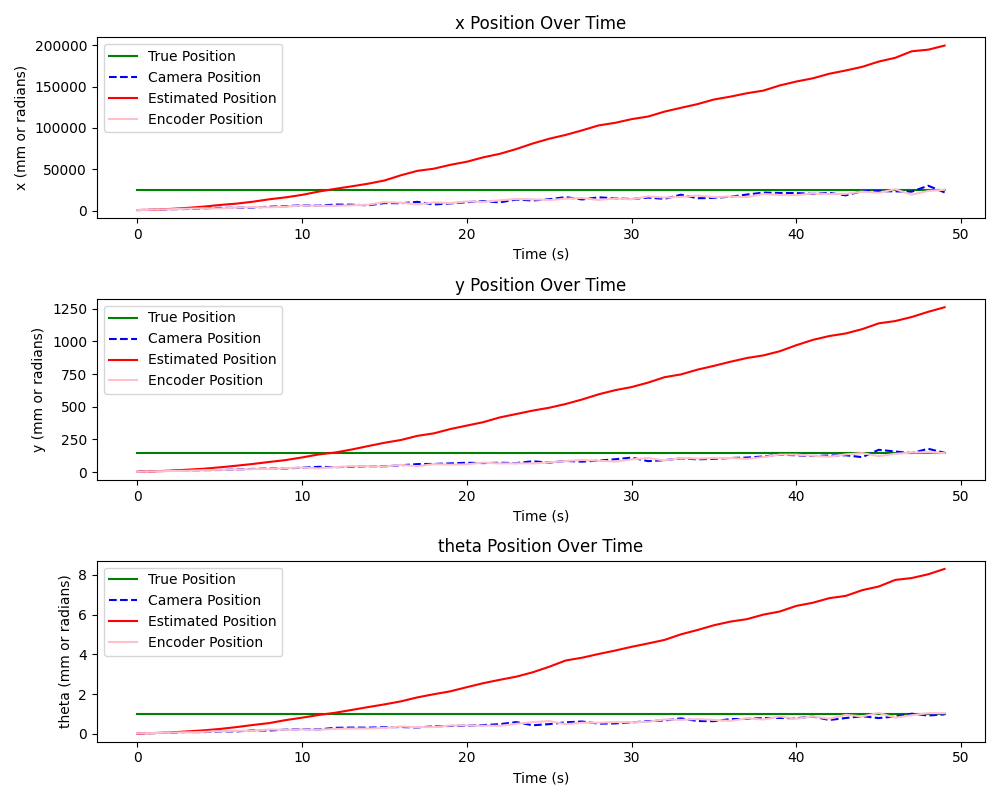 x Position Over Time
True Position
Camera Position
Estimated Position
Encoder Position
x (mm or radians)
200000
150000
100000
50000
0
0 10 20 30 40 50
Time (s)
y Position Over Time
True Position
Camera Position
Estimated Position
Encoder Position
y (mm or radians)
1250
1000
750
500
250
0
0 10 20 30 40 50
Time (s)
theta Position Over Time
True Position
Camera Position
Estimated Position
Encoder Position
theta (mm or radians)
8
6
4
2
0
0 10 20 30 40 50
Time (s)